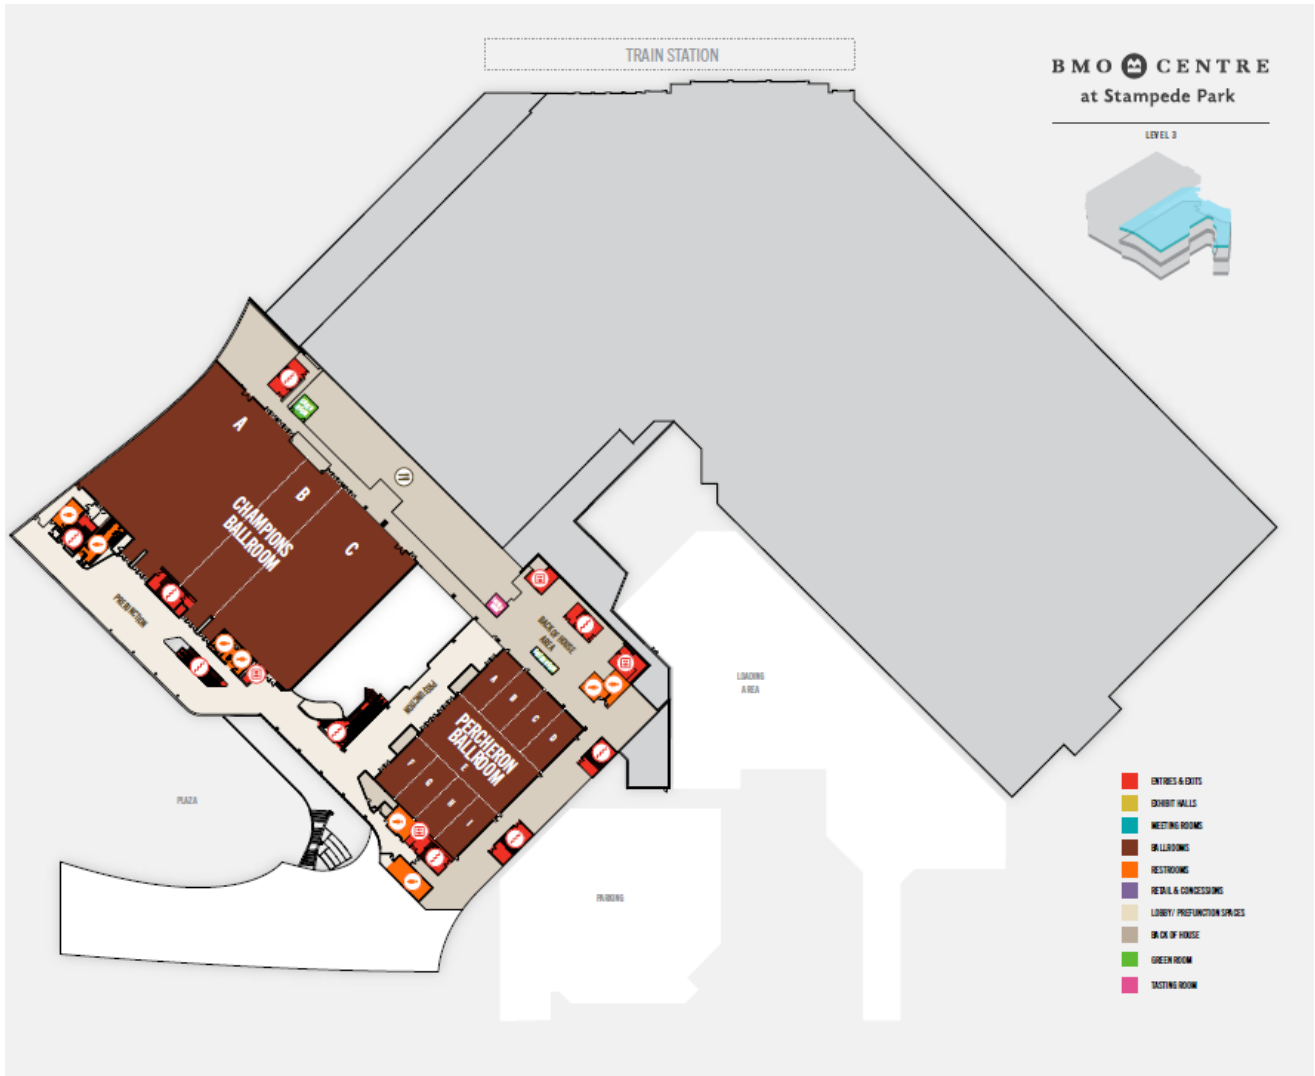 TRAIN STATION
BMO CENTRE
at Stampede Park
LEVEL 3
A
B
C
CHAMPIONS
BALLROOM
PREFUNCTION
BACK OF HOUSE
AREA
PREFUNCTION
A
B
C
D
PERCHERON
BALLROOM
E
F
G
H
I
LOADING
AREA
PLAZA
PARKING
ENTRIES & EXITS
EXHIBIT HALLS
MEETING ROOMS
BALLROOMS
RESTROOMS
RETAIL & CONCESSIONS
LOBBY/ PREFUNCTION SPACES
BACK OF HOUSE
GREEN ROOM
TASTING ROOM